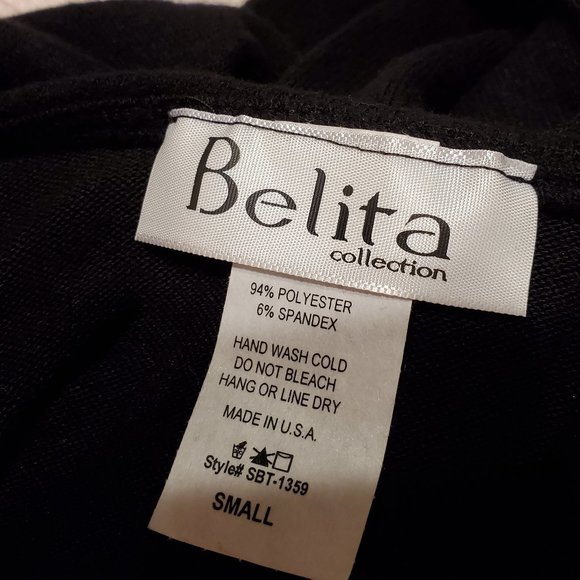 Belita
collection
94% POLYESTER
6% SPANDEX
HAND WASH COLD
DO NOT BLEACH
HANG OR LINE DRY
MADE IN U.S.A.
Style# SBT-1359
SMALL